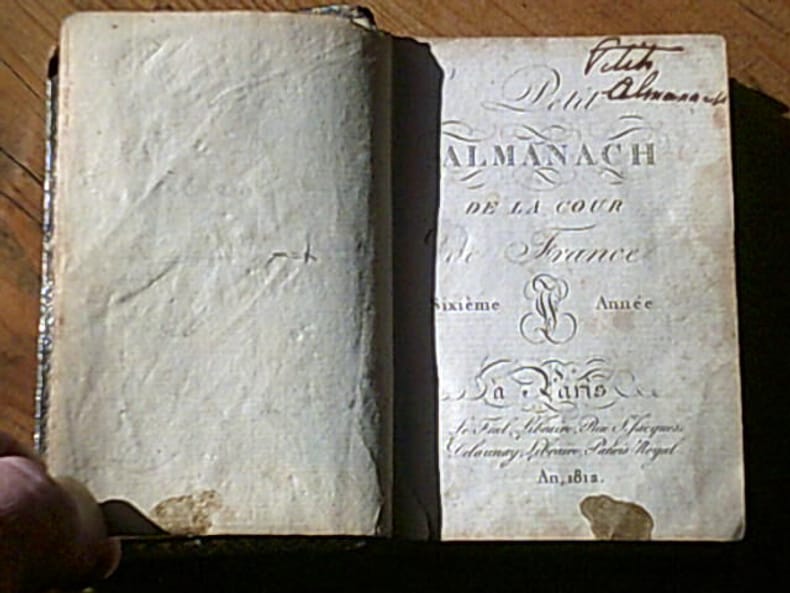 Petit
Almanach
Petit
ALMANACH
DE LA COUR
de France
Sixième Année
à Paris
Le Fuel, Libraire, Rue S. Jacques.
Delaunay, Libraire, Palais Royal
An, 1812.